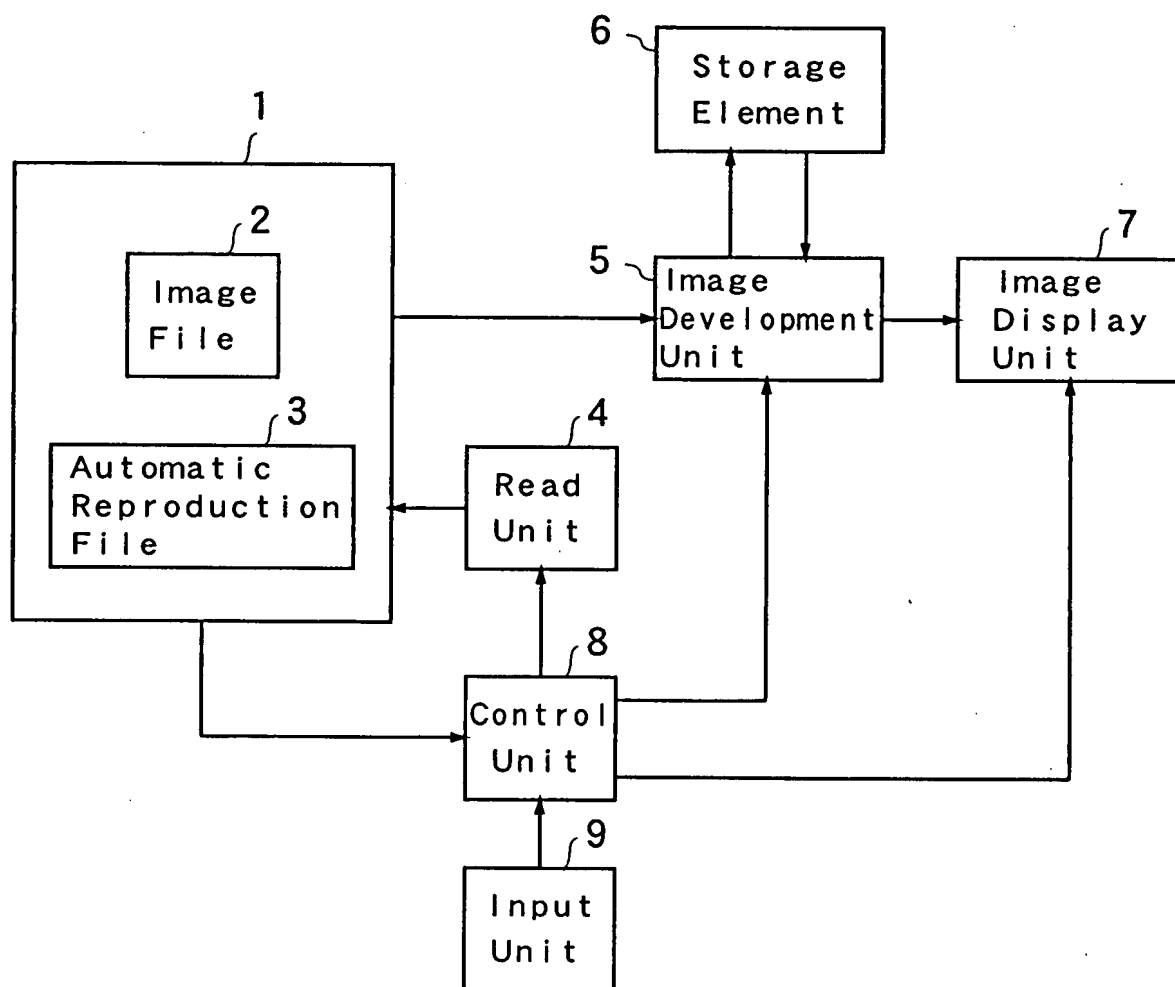 6
Storage
Element
1
2
Image
File
5
Image
Development
Unit
7
Image
Display
Unit
3
Automatic
Reproduction
File
4
Read
Unit
8
Control
Unit
9
Input
Unit